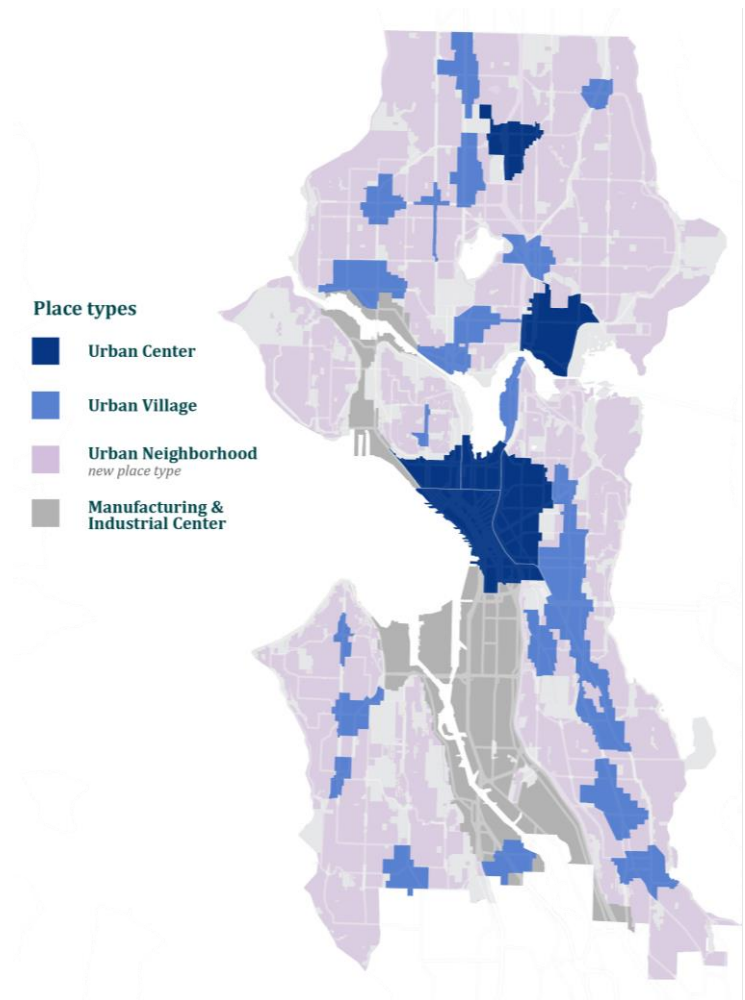 Place types
Urban Center
Urban Village
Urban Neighborhood
new place type
Manufacturing &
Industrial Center